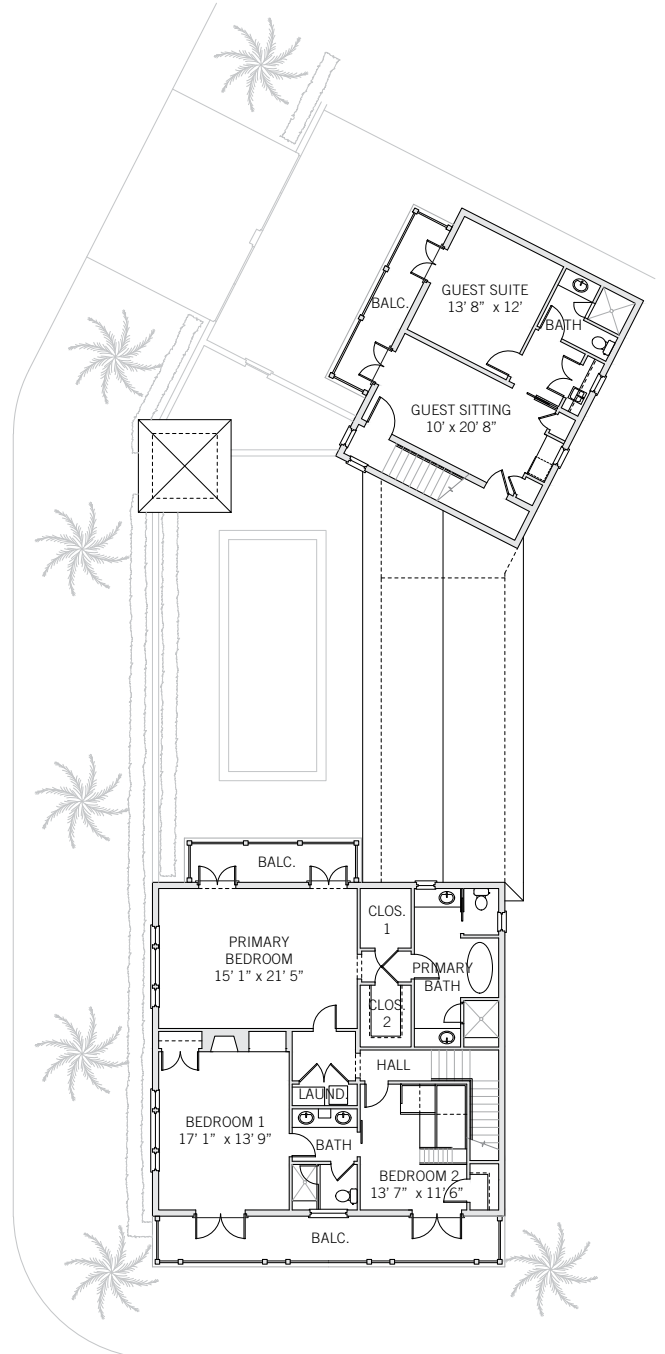 GUEST SUITE
13’ 8” x 12’
BALC.
BATH
GUEST SITTING
10’ x 20’ 8”
BALC.
CLOS.
1
PRIMARY
BEDROOM
15’ 1” x 21’ 5”
PRIMARY
BATH
CLOS.
2
HALL
LAUND.
BEDROOM 1
17’ 1” x 13’ 9”
BATH
BEDROOM 2
13’ 7” x 11’ 6”
BALC.